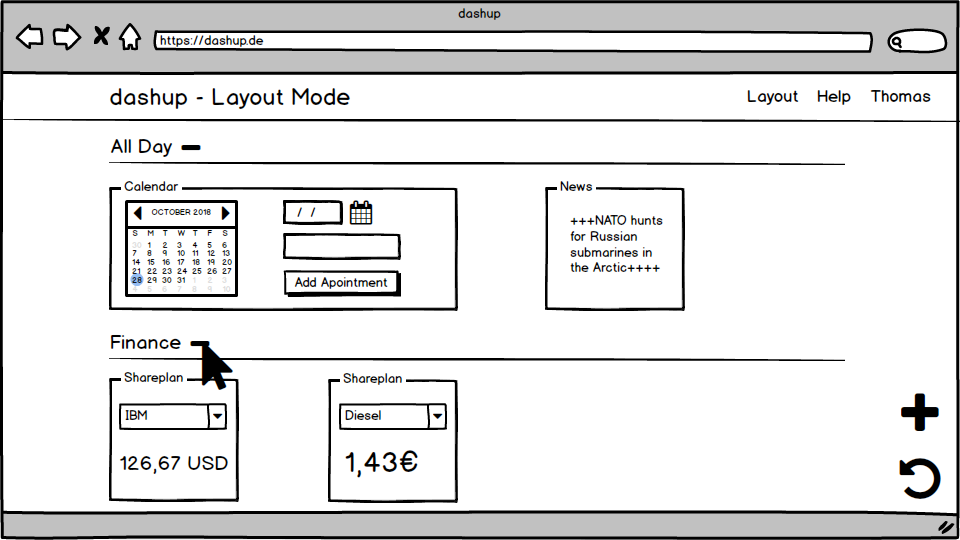 dashup
https://dashup.de
dashup - Layout Mode
Layout Help Thomas
All Day
Calendar
OCTOBER 2018
S M T W T F S
30 1 2 3 4 5 6
7 8 9 10 11 12 13
14 15 16 17 18 19 20
21 22 23 24 25 26 27
28 29 30 31 1 2 3
4 5 6 7 8 9 10
/ /
Add Apointment
News
+++NATO hunts
for Russian
submarines in
the Arctic++++
Finance
Shareplan
IBM
126,67 USD
Shareplan
Diesel
1,43€